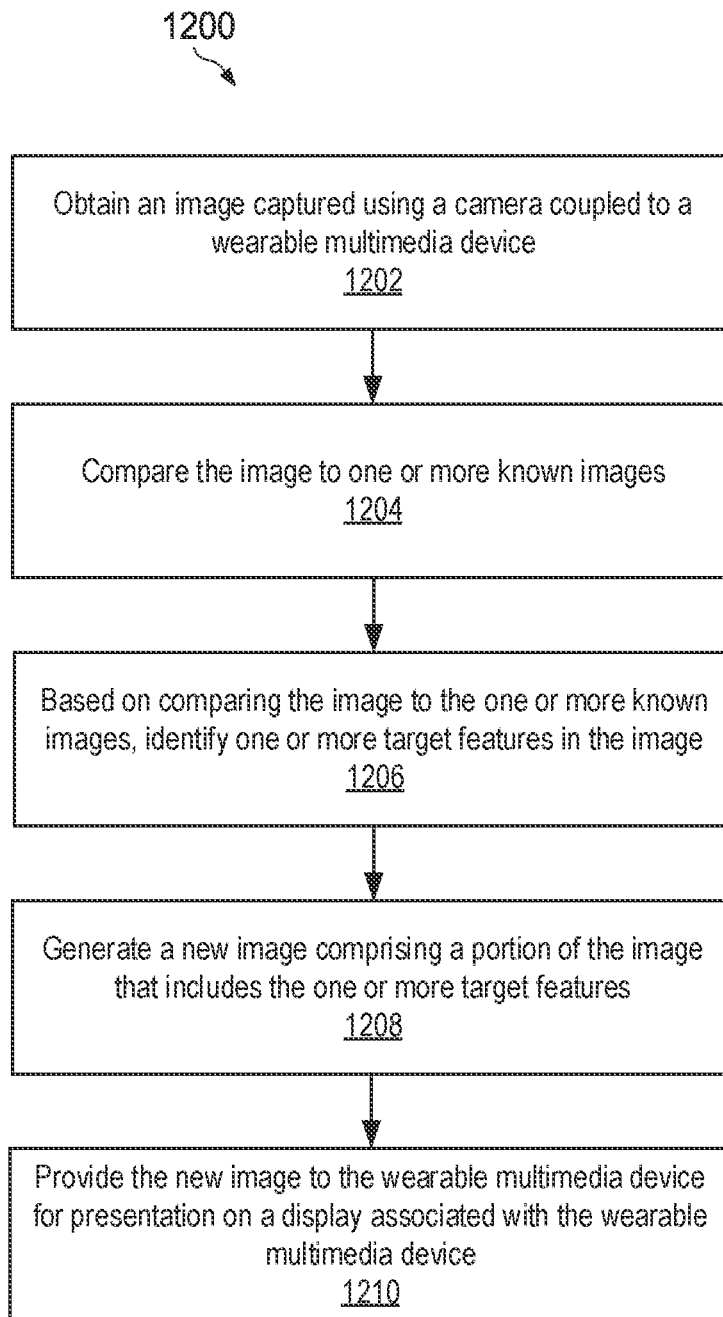 1200
Obtain an image captured using a camera coupled to a
wearable multimedia device
1202
Compare the image to one or more known images
1204
Based on comparing the image to the one or more known
images, identify one or more target features in the image
1206
Generate a new image comprising a portion of the image
that includes the one or more target features
1208
Provide the new image to the wearable multimedia device
for presentation on a display associated with the wearable
multimedia device
1210